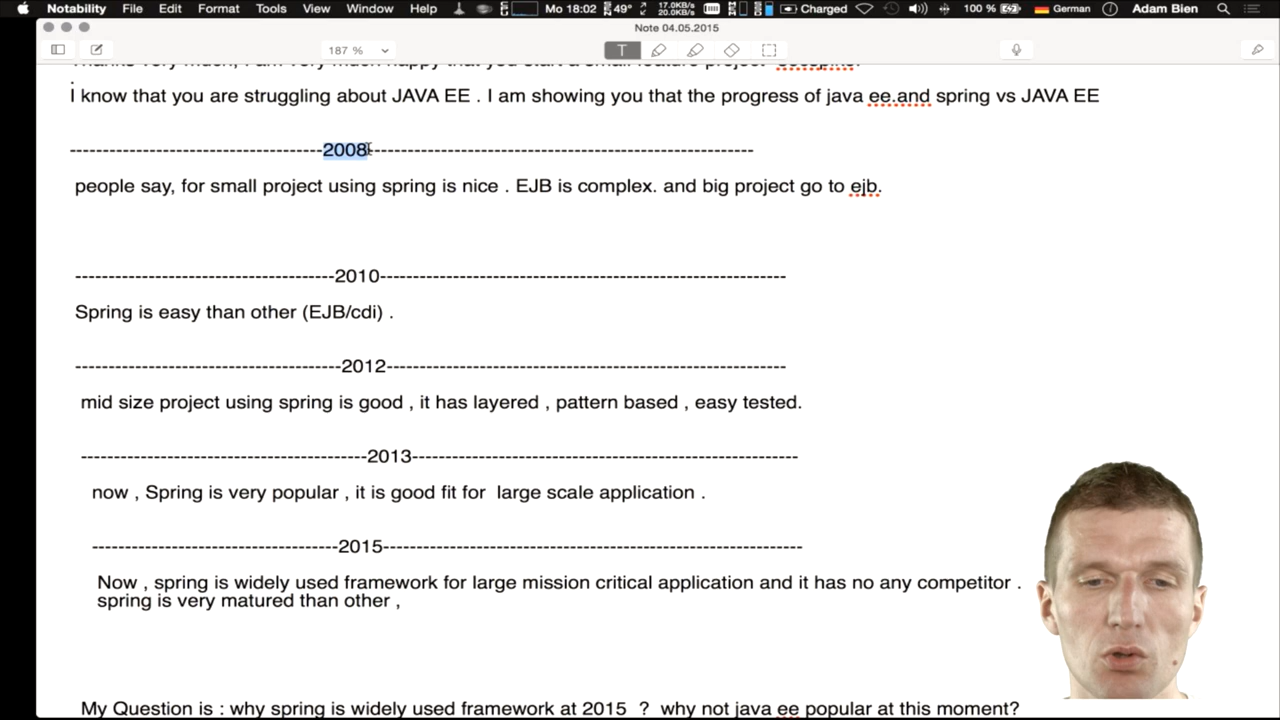 Notability File Edit Format Tools View Window Help 49° 17.0KB/s 20.0KB/s Charged 100 % German Adam Bien Mo 18:02
Note 04.05.2015
187 %
T
I know that you are struggling about JAVA EE . I am showing you that the progress of java ee.and spring vs JAVA EE
---------------------------------------2008-----------------------------------------------------------
people say, for small project using spring is nice . EJB is complex. and big project go to ejb.
---------------------------------------2010-------------------------------------------------------------
Spring is easy than other (EJB/cdi) .
----------------------------------------2012------------------------------------------------------------
mid size project using spring is good , it has layered , pattern based , easy tested.
-------------------------------------------2013----------------------------------------------------------
now , Spring is very popular , it is good fit for  large scale application .
-------------------------------------2015---------------------------------------------------------------
Now , spring is widely used framework for large mission critical application and it has no any competitor .
spring is very matured than other ,
My Question is : why spring is widely used framework at 2015  ?  why not java ee popular at this moment?